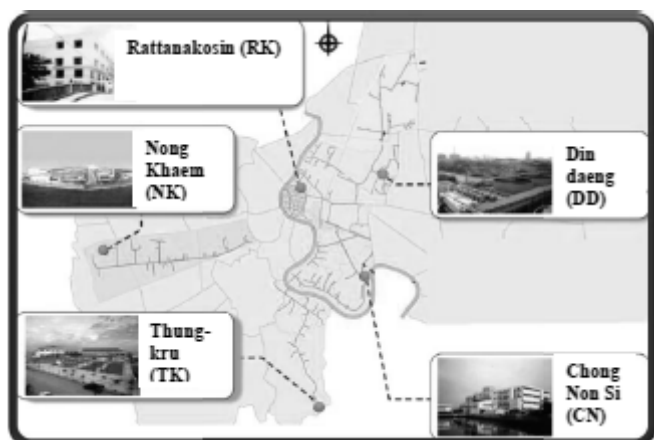 Rattanakosin (RK)
Nong
Khaem
(NK)
Din
daeng
(DD)
Thung-
kru
(TK)
Chong
Non Si
(CN)